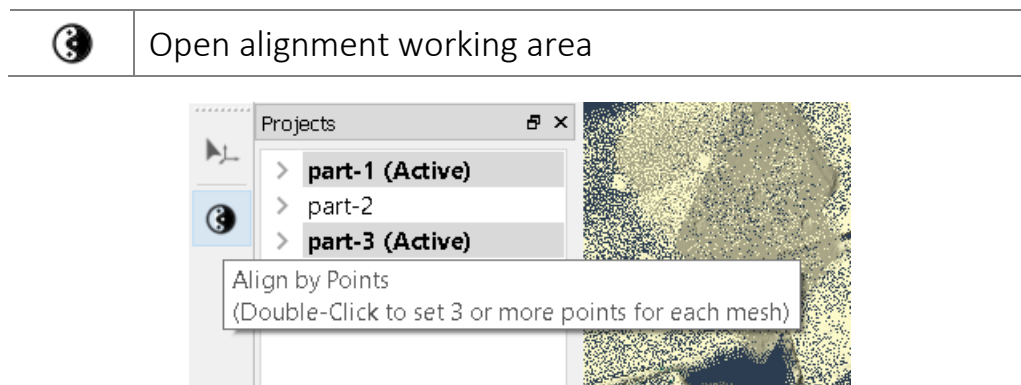 Open alignment working area
Projects
part-1 (Active)
part-2
part-3 (Active)
Align by Points
(Double-Click to set 3 or more points for each mesh)